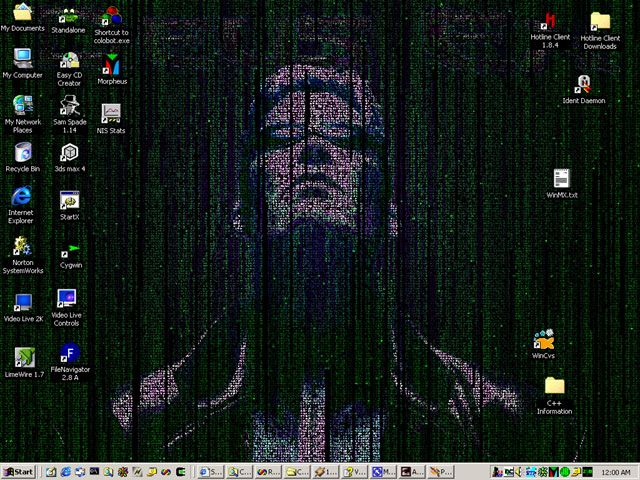 My Documents
Standalone
Shortcut to
colobot.exe
My Computer
Easy CD
Creator
Morpheus
My Network
Places
Sam Spade
1.14
NIS Stats
Recycle Bin
3ds max 4
Internet
Explorer
StartX
Norton
SystemWorks
Cygwin
Video Live 2K
Video Live
Controls
LimeWire 1.7
FileNavigator
2.8 A
Hotline Client
1.8.4
Hotline Client
Downloads
Ident Daemon
WinMX.txt
WinCvs
C++
Information
Start
S...
C...
R...
C...
1...
Y...
M...
A...
P...
12:00 AM